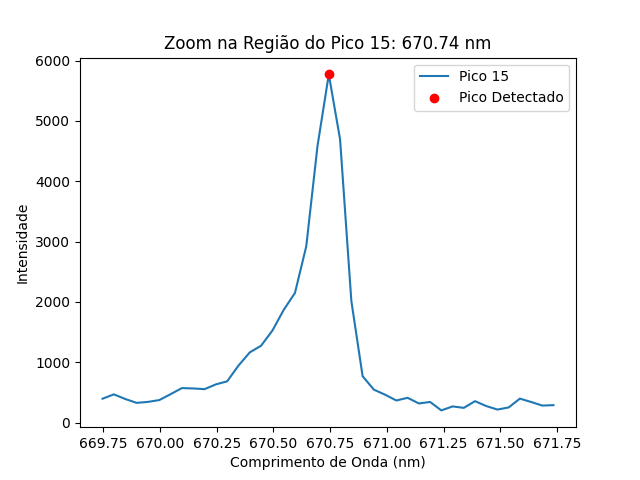 Zoom na Região do Pico 15: 670.74 nm
Pico 15
Pico Detectado
Intensidade
6000
5000
4000
3000
2000
1000
0
669.75 670.00 670.25 670.50 670.75 671.00 671.25 671.50 671.75
Comprimento de Onda (nm)